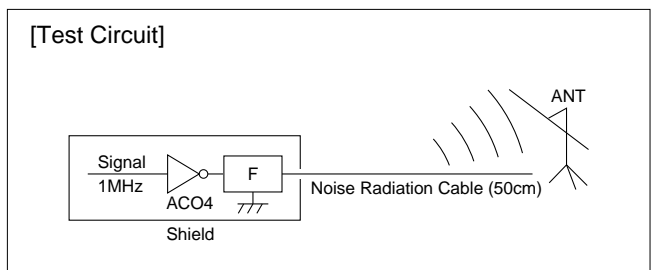 [Test Circuit]
ANT
Signal
1MHz
F
ACO4
Noise Radiation Cable (50cm)
Shield